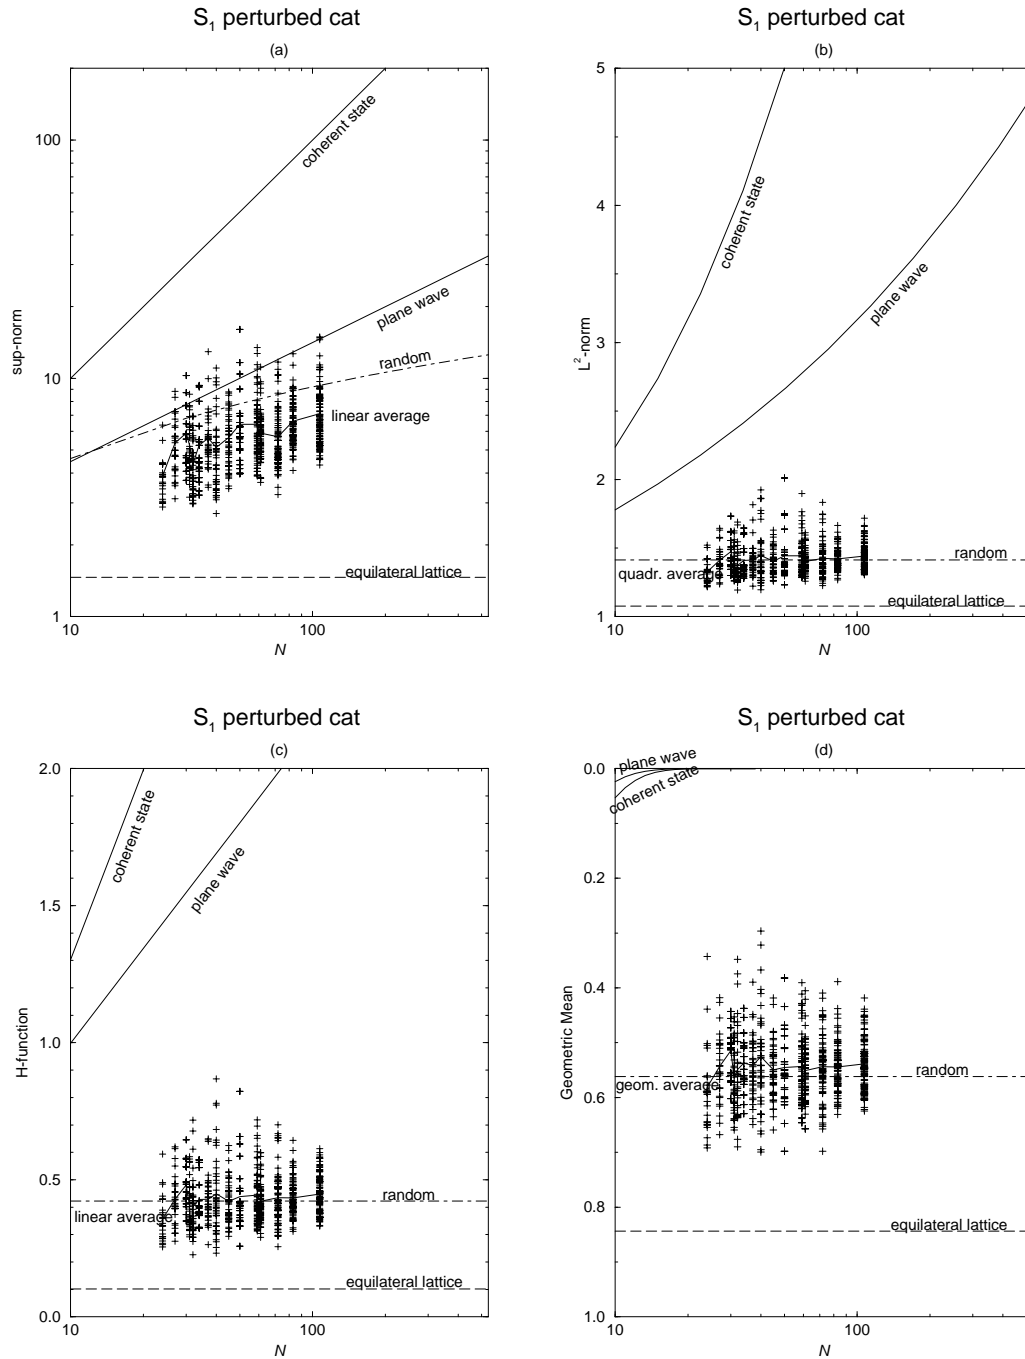 S1 perturbed cat
(a)
100
10
1
sup-norm
coherent state
plane wave
random
linear average
equilateral lattice
10
100
N
S1 perturbed cat
(b)
5
4
3
2
1
L2-norm
coherent state
plane wave
random
quadr. average
equilateral lattice
10
100
N
S1 perturbed cat
(c)
2.0
1.5
1.0
0.5
0.0
H-function
coherent state
plane wave
random
linear average
equilateral lattice
10
100
N
S1 perturbed cat
(d)
0.0
0.2
0.4
0.6
0.8
1.0
Geometric Mean
plane wave
coherent state
random
geom. average
equilateral lattice
10
100
N